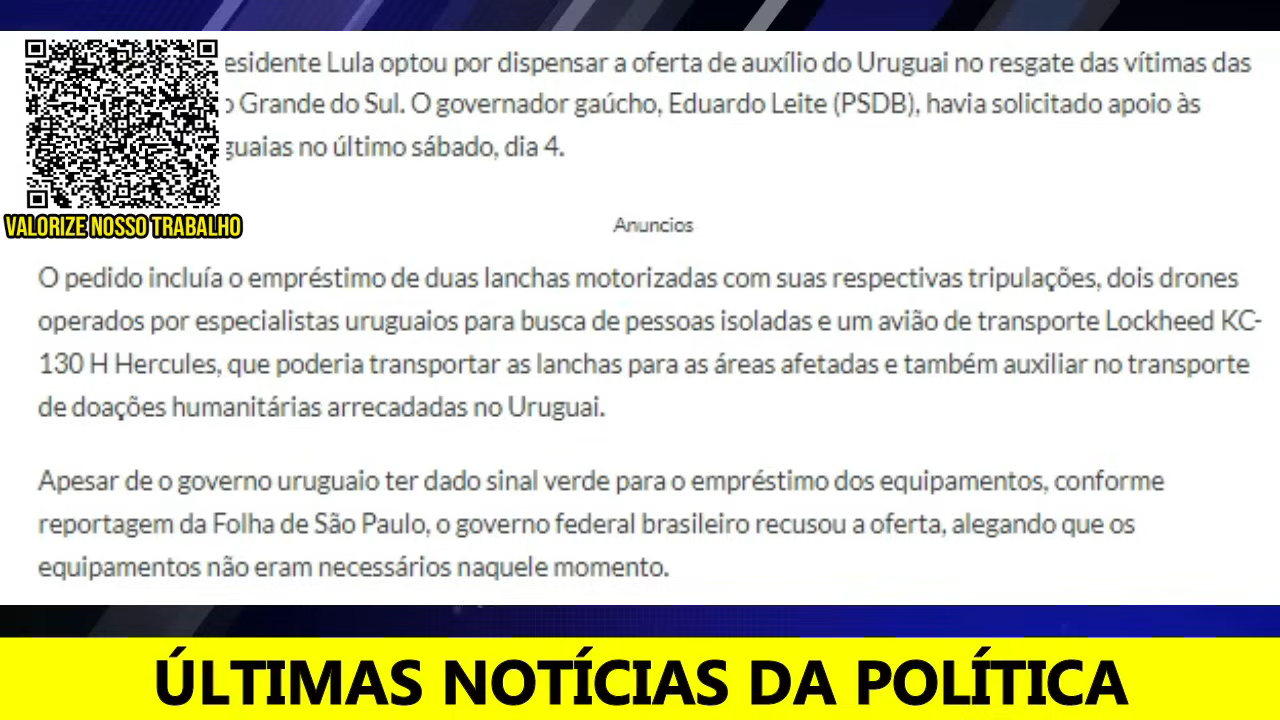 esidente Lula optou por dispensar a oferta de auxílio do Uruguai no resgate das vítimas das
o Grande do Sul. O governador gaúcho, Eduardo Leite (PSDB), havia solicitado apoio às
guaias no último sábado, dia 4.
VALORIZE NOSSO TRABALHO
Anuncios
O pedido incluía o empréstimo de duas lanchas motorizadas com suas respectivas tripulações, dois drones
operados por especialistas uruguaios para busca de pessoas isoladas e um avião de transporte Lockheed KC-
130 H Hercules, que poderia transportar as lanchas para as áreas afetadas e também auxiliar no transporte
de doações humanitárias arrecadadas no Uruguai.
Apesar de o governo uruguaio ter dado sinal verde para o empréstimo dos equipamentos, conforme
reportagem da Folha de São Paulo, o governo federal brasileiro recusou a oferta, alegando que os
equipamentos não eram necessários naquele momento.
ÚLTIMAS NOTÍCIAS DA POLÍTICA